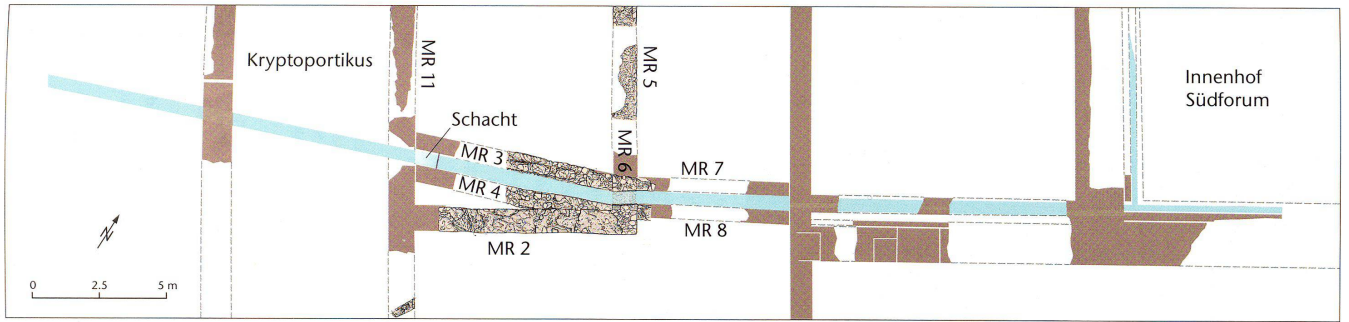 Kryptoportikus
MR 11
Schacht
MR 3
MR 4
MR 2
MR 5
MR 6
MR 7
MR 8
Innenhof
Südforum
N
0 2.5 5 m